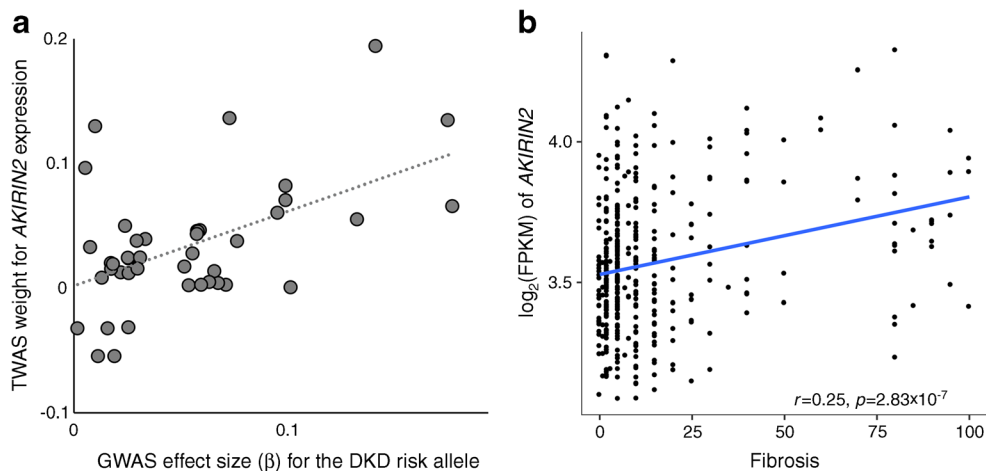 a
0.2
0.1
0
-0.1
0
0.1
TWAS weight for AKIRIN2 expression
GWAS effect size (β) for the DKD risk allele
b
4.0
3.5
0
25
50
75
100
log₂(FPKM) of AKIRIN2
r=0.25, p=2.83x10⁻⁷
Fibrosis